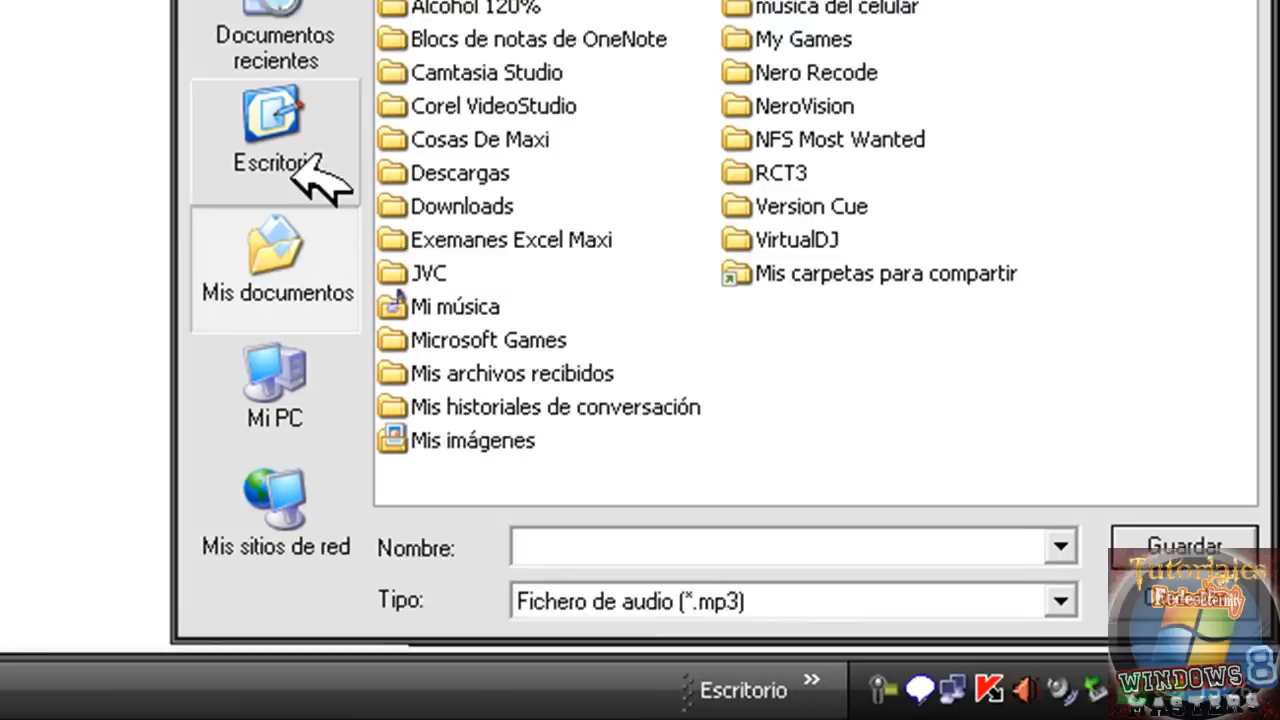 Documentos
recientes
Escritorio
Mis documentos
Mi PC
Mis sitios de red
Alcohol 120%
Blocs de notas de OneNote
Camtasia Studio
Corel VideoStudio
Cosas De Maxi
Descargas
Downloads
Exemanes Excel Maxi
JVC
Mi música
Microsoft Games
Mis archivos recibidos
Mis historiales de conversación
Mis imágenes
musica del celular
My Games
Nero Recode
NeroVision
NFS Most Wanted
RCT3
Version Cue
VirtualDJ
Mis carpetas para compartir
Nombre:
Guardar
Tipo:
Fichero de audio (*.mp3)
Tutoriales
WINDOWS 8
Escritorio